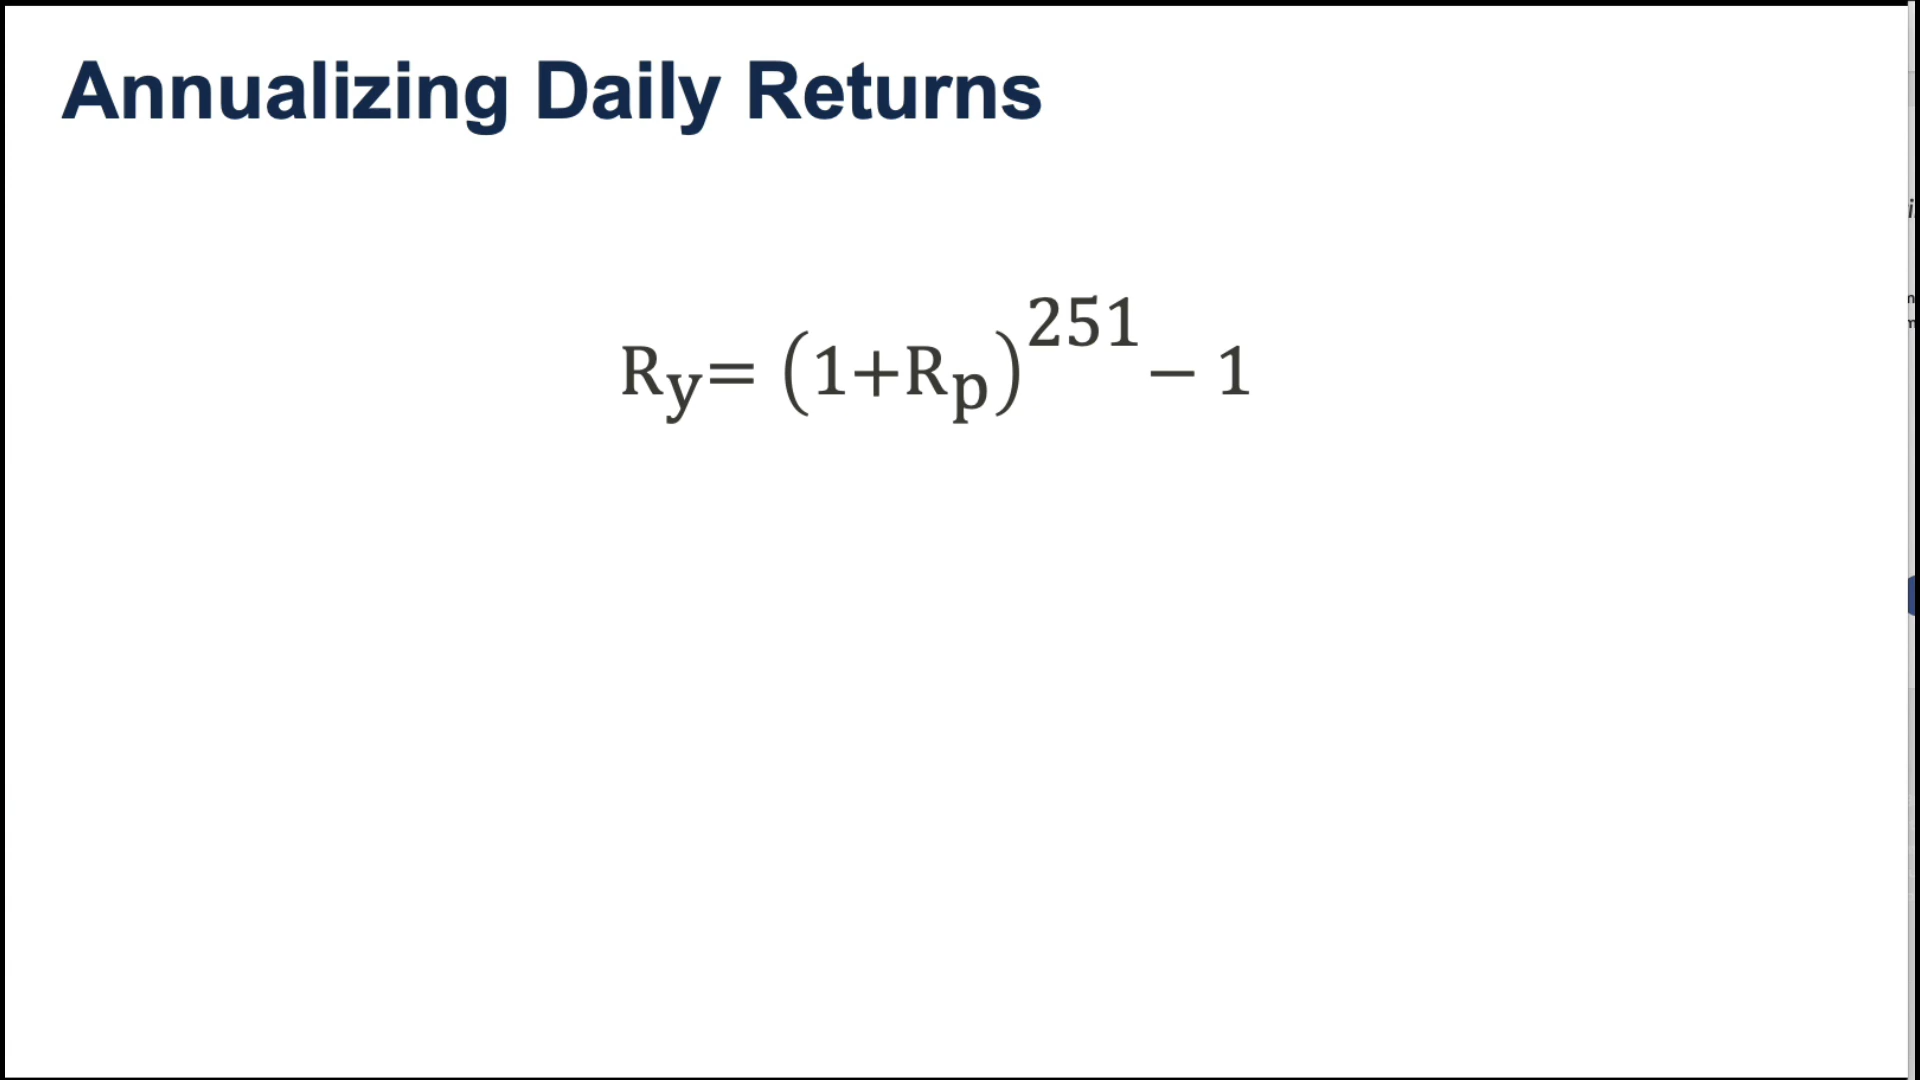 Annualizing Daily Returns
Ry= (1+Rp)251 – 1